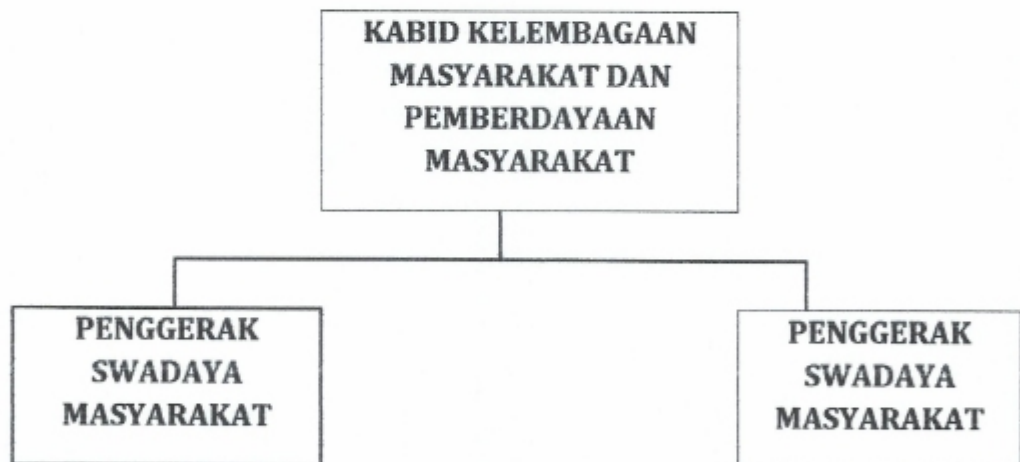 KABID KELEMBAGAAN
MASYARAKAT DAN
PEMBERDAYAAN
MASYARAKAT
PENGGERAK
SWADAYA
MASYARAKAT
PENGGERAK
SWADAYA
MASYARAKAT